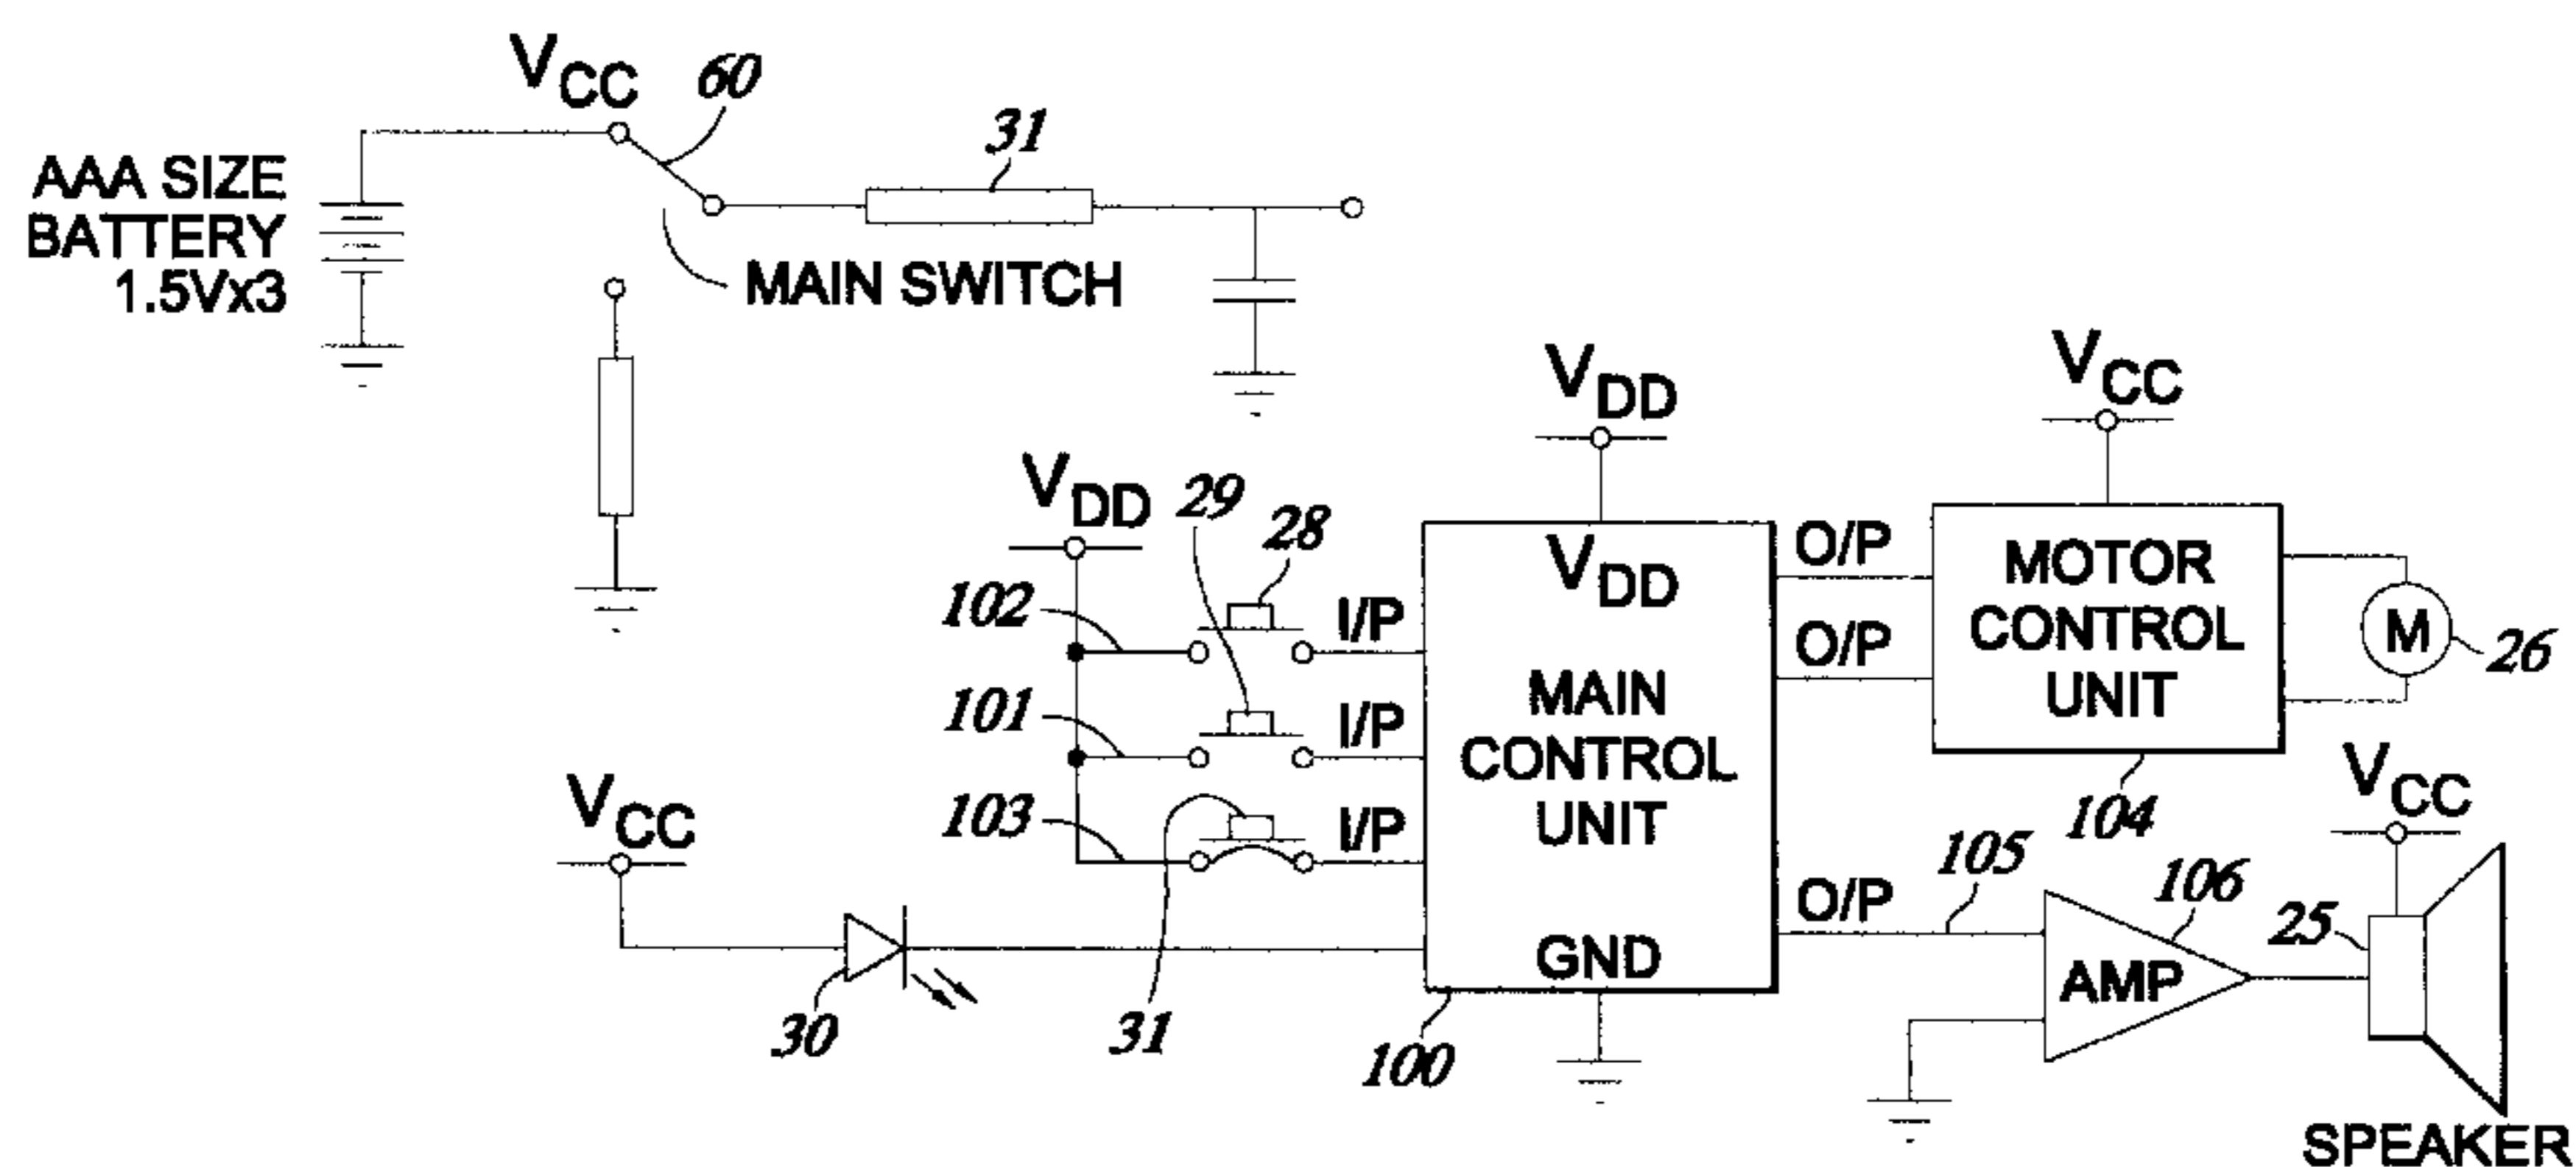 VCC
60
31
AAA SIZE
BATTERY
1.5Vx3
MAIN SWITCH
VDD
VCC
VDD
29
28
102
I/P
101
I/P
103
I/P
31
VCC
30
VDD
MAIN
CONTROL
UNIT
GND
100
O/P
O/P
O/P
MOTOR
CONTROL
UNIT
M
26
104
VCC
105
106
AMP
25
SPEAKER